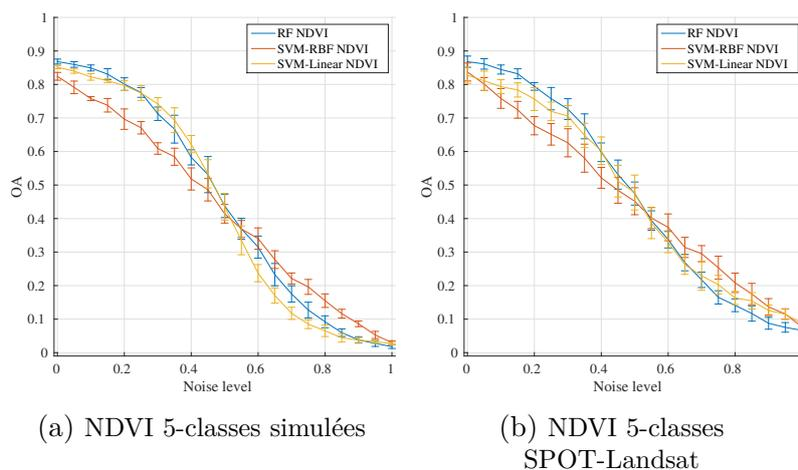 1
0.9
0.8
0.7
0.6
0.5
0.4
0.3
0.2
0.1
0
OA
0 0.2 0.4 0.6 0.8 1
Noise level
RF NDVI
SVM-RBF NDVI
SVM-Linear NDVI
(a) NDVI 5-classes simulées
1
0.9
0.8
0.7
0.6
0.5
0.4
0.3
0.2
0.1
0
OA
0 0.2 0.4 0.6 0.8
Noise level
RF NDVI
SVM-RBF NDVI
SVM-Linear NDVI
(b) NDVI 5-classes
SPOT-Landsat